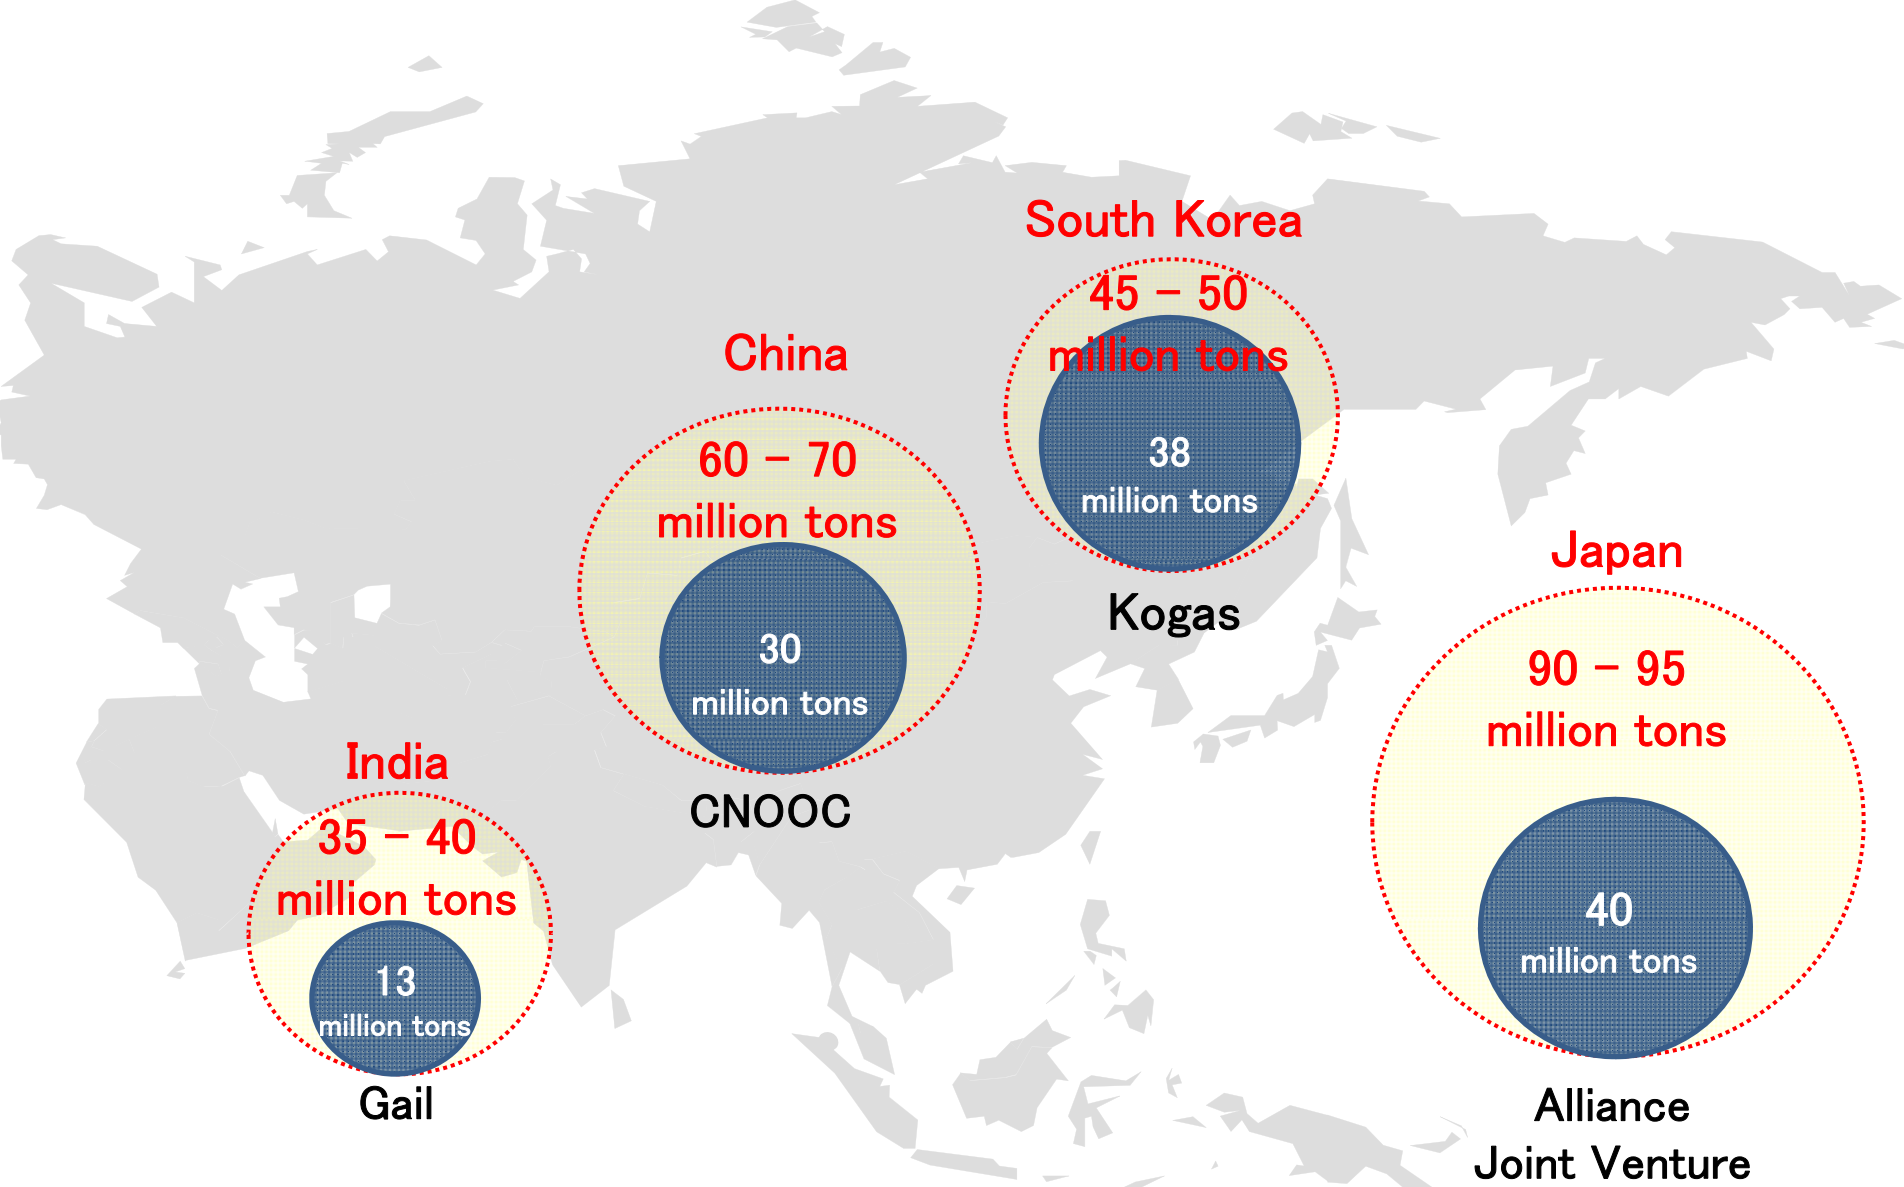 South Korea
45 – 50
million tons
38
million tons
Kogas
China
60 – 70
million tons
30
million tons
CNOOC
Japan
90 – 95
million tons
40
million tons
Alliance
Joint Venture
India
35 – 40
million tons
13
million tons
Gail